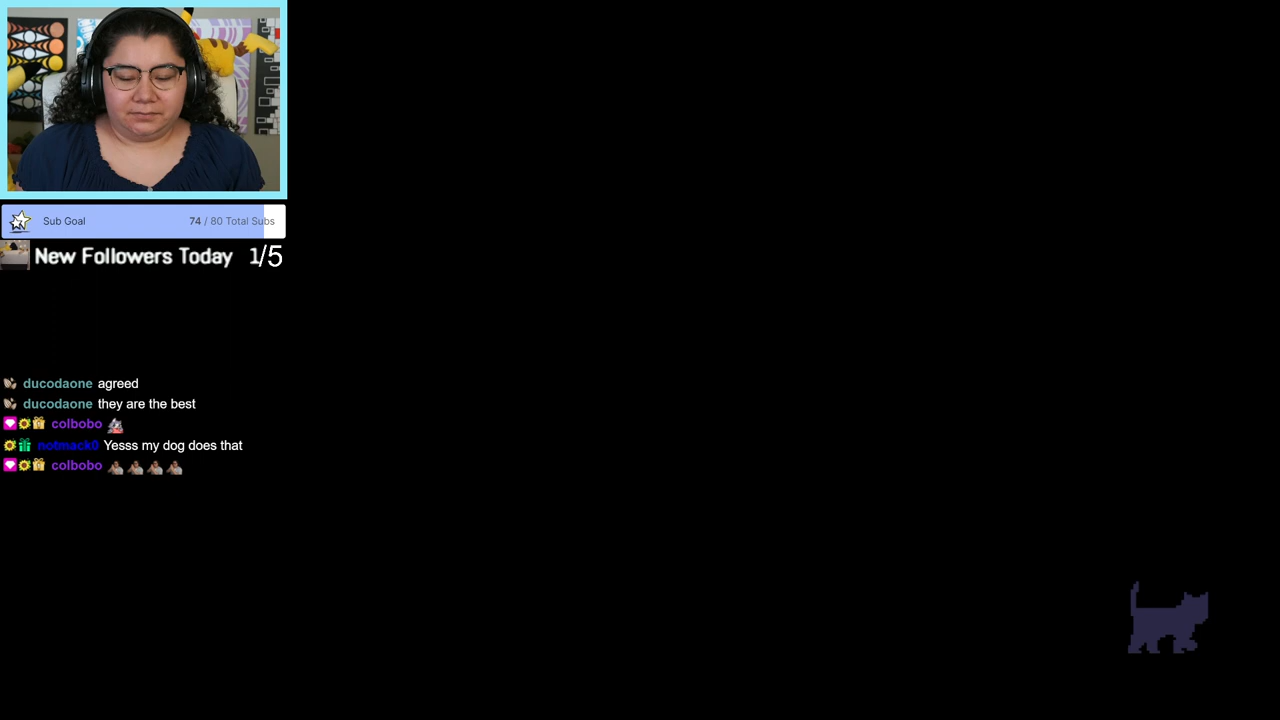 Sub Goal 74 / 80 Total Subs
New Followers Today 1/5
ducodaone agreed
ducodaone they are the best
colbobo
notmack0 Yesss my dog does that
colbobo